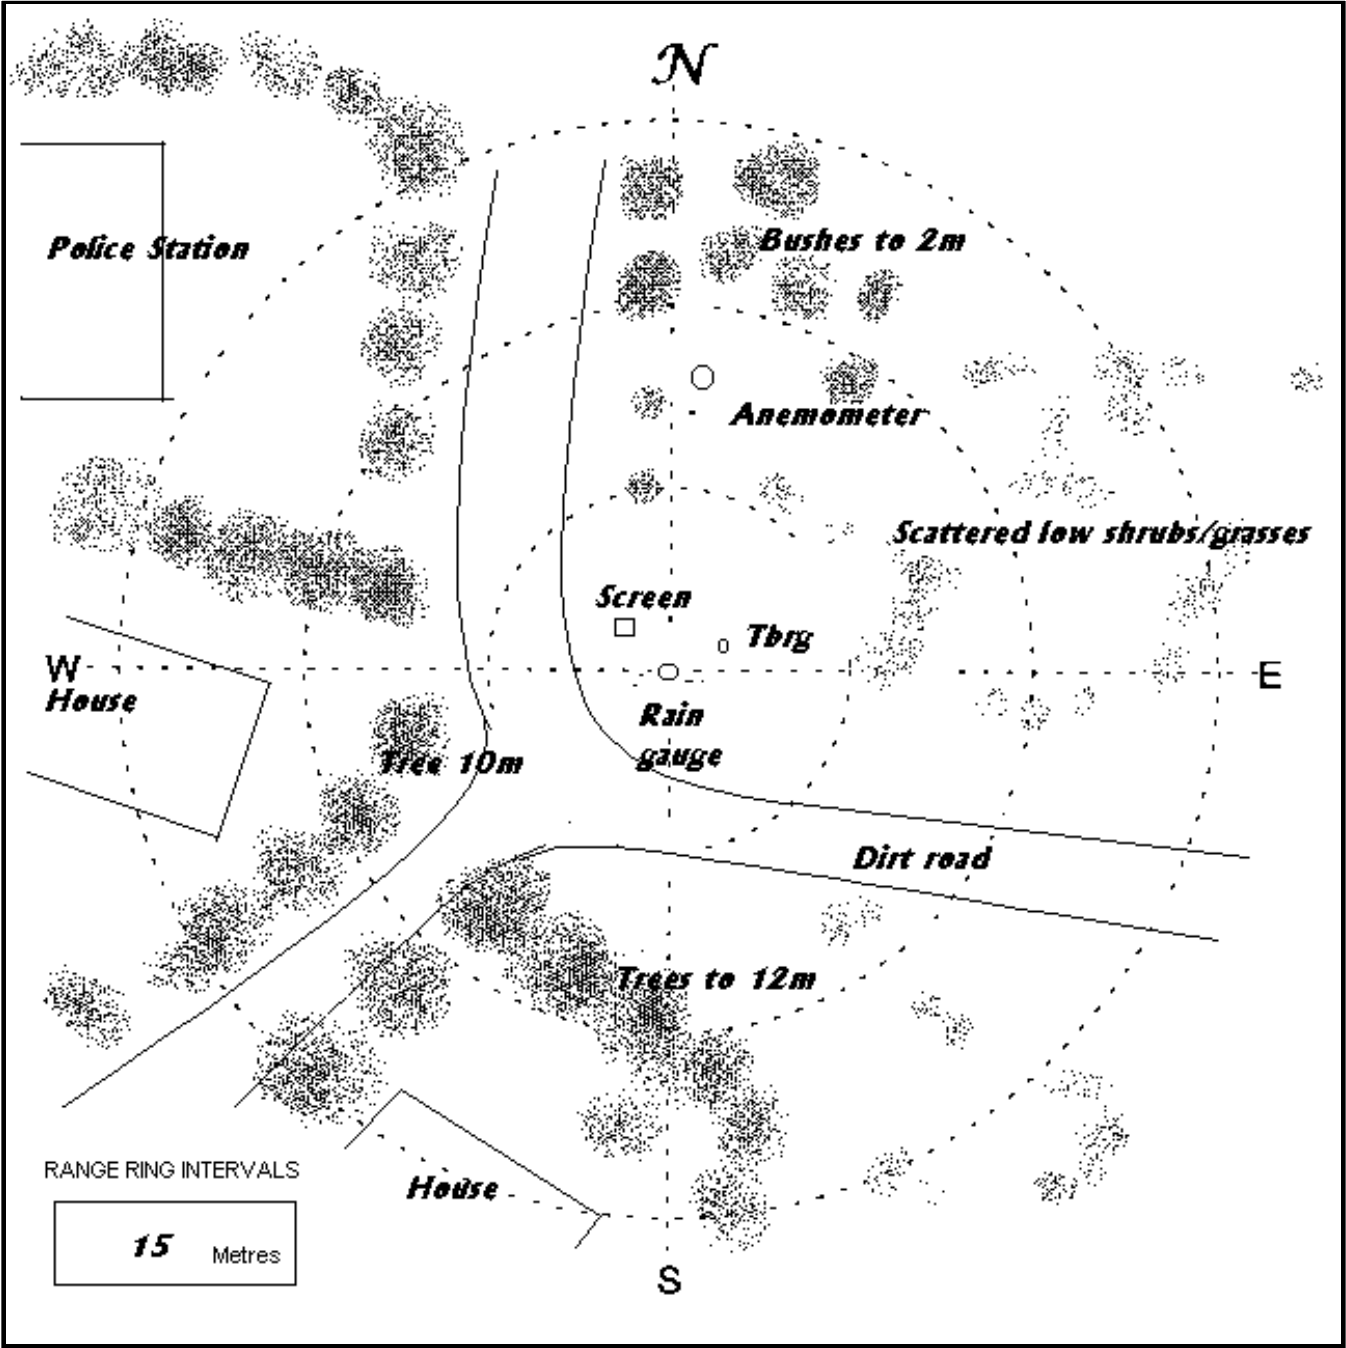 N
Police Station
Bushes to 2m
Anemometer
Scattered low shrubs/grasses
Screen
Tbrg
W
E
House
Rain
gauge
Tree 10m
Dirt road
Trees to 12m
RANGE RING INTERVALS
House
15 Metres
S